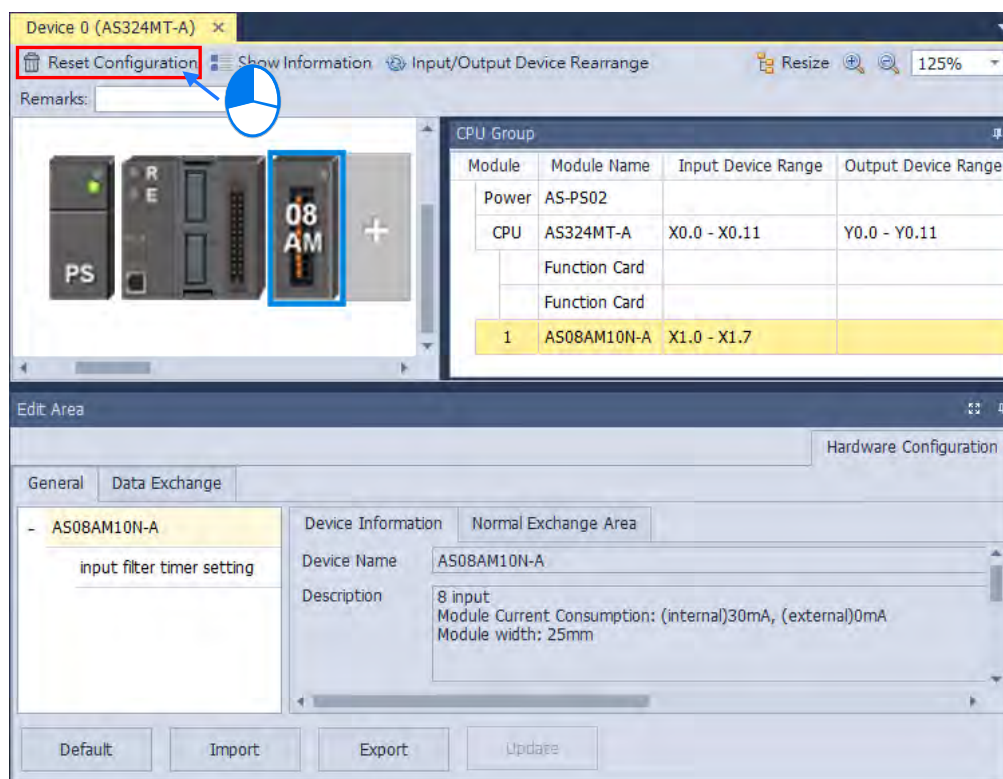 Device 0 (AS324MT-A) ×
Reset Configuration Show Information Input/Output Device Rearrange Resize 125%
Remarks:
R
E
PS
08
AM
+
CPU Group
Module Module Name Input Device Range Output Device Range
Power AS-PS02
CPU AS324MT-A X0.0 - X0.11 Y0.0 - Y0.11
Function Card
Function Card
1 AS08AM10N-A X1.0 - X1.7
Edit Area
Hardware Configuration
General Data Exchange
- AS08AM10N-A
input filter timer setting
Device Information Normal Exchange Area
Device Name AS08AM10N-A
Description 8 input
Module Current Consumption: (internal)30mA, (external)0mA
Module width: 25mm
Default Import Export Update